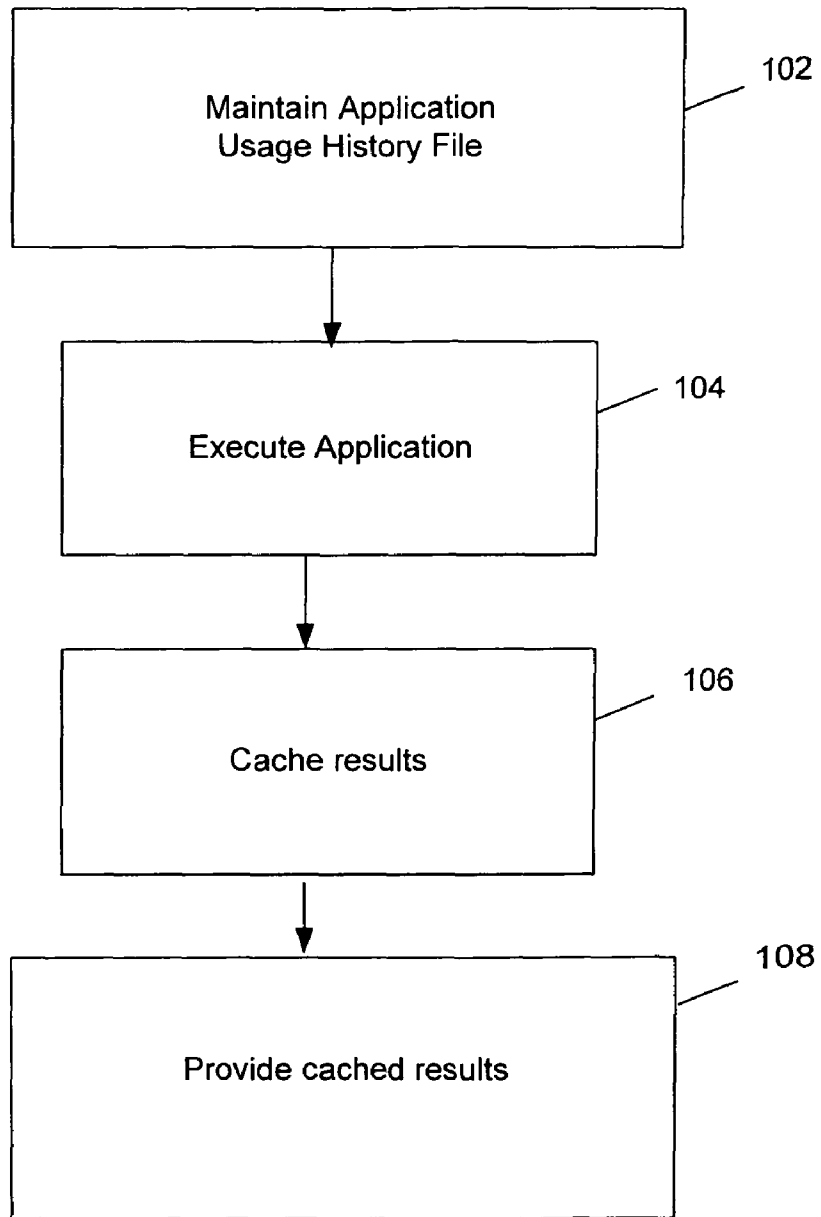 102
Maintain Application
Usage History File
104
Execute Application
106
Cache results
108
Provide cached results